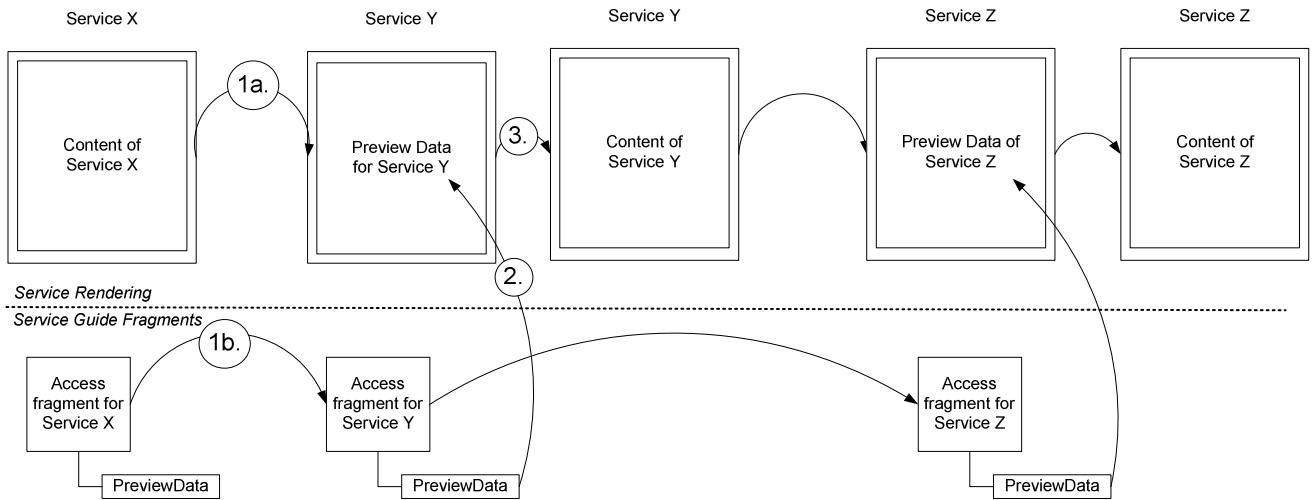 Service X
Service Y
Service Y
Service Z
Service Z
Content of
Service X
1a.
Preview Data
for Service Y
3.
Content of
Service Y
Preview Data of
Service Z
Content of
Service Z
2.
Service Rendering
Service Guide Fragments
1b.
Access
fragment for
Service X
Access
fragment for
Service Y
Access
fragment for
Service Z
PreviewData
PreviewData
PreviewData